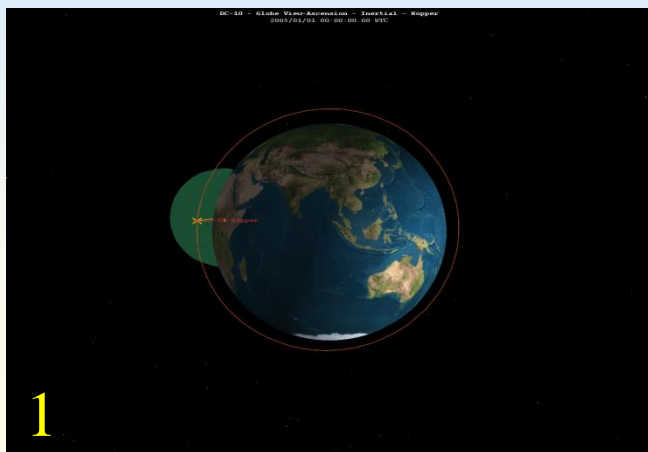 DC-10 - Globe View-Ascension - Inertial - Hopper
2003/01/01 00:00:00.00 UTC
Hopper
1